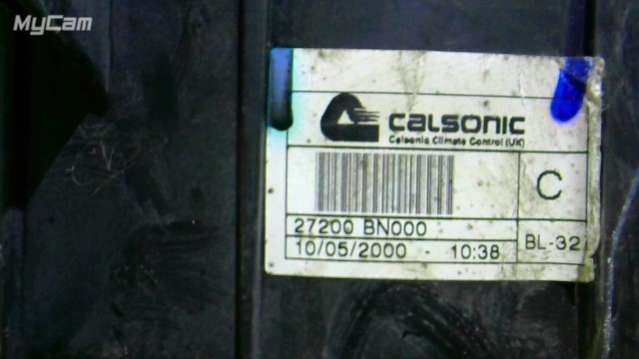 MyCam
CALSONIC
Calsonic Climate Control (UK)
C
27200 BN000
10/05/2000 - 10:38
BL-32